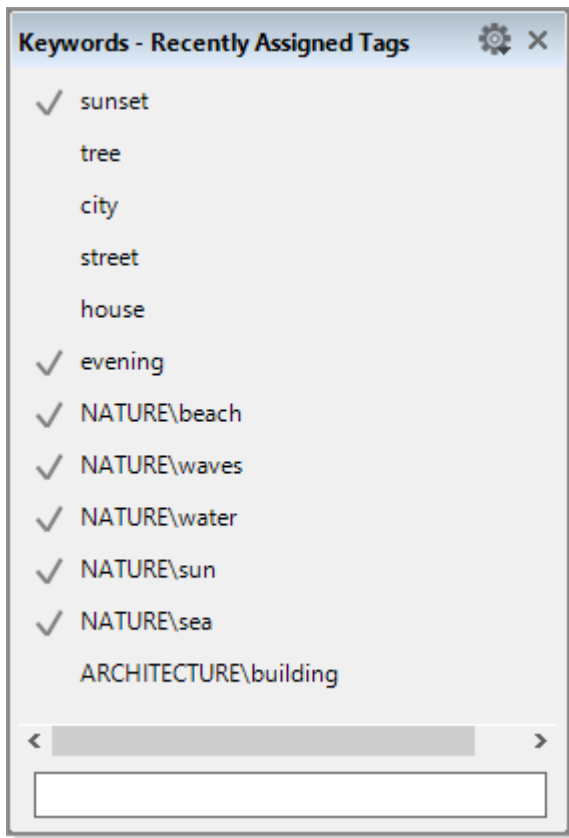 Keywords - Recently Assigned Tags
sunset
tree
city
street
house
evening
NATURE\beach
NATURE\waves
NATURE\water
NATURE\sun
NATURE\sea
ARCHITECTURE\building